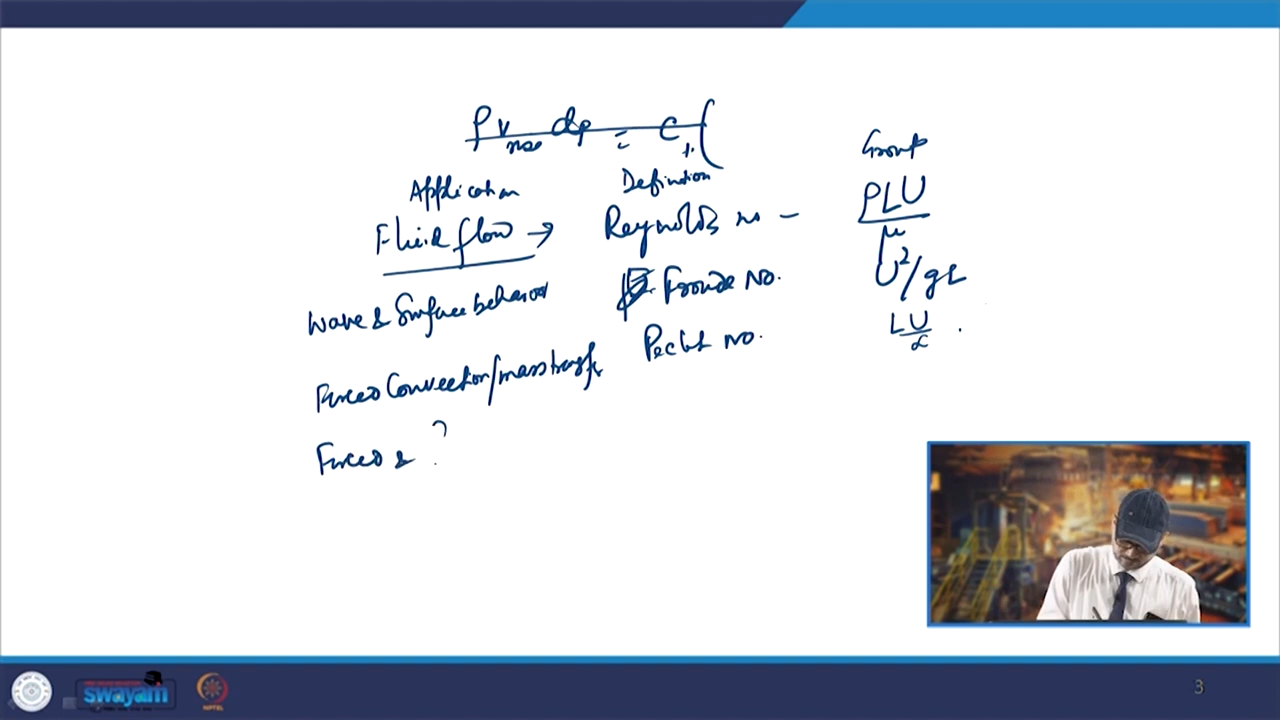 Application Definition Group
Fluid flow → Reynolds no – ρLU/μ
Wave & Surface behavior Froude No. U²/gL
Forced Convection/mass transfer Peclet no. LU/α
Forced & ?
swayam
NPTEL
3